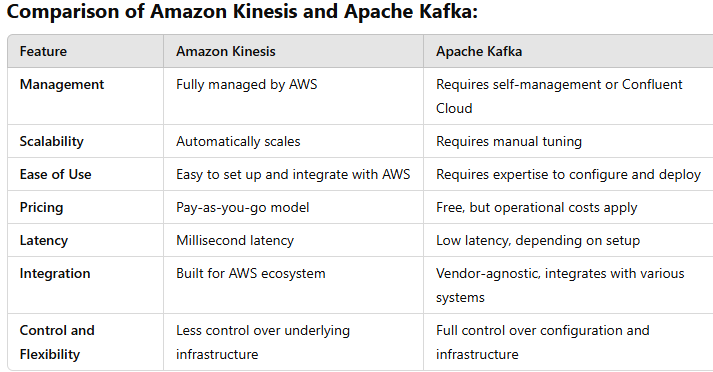 Comparison of Amazon Kinesis and Apache Kafka:
Feature Amazon Kinesis Apache Kafka
Management Fully managed by AWS Requires self-management or Confluent
Cloud
Scalability Automatically scales Requires manual tuning
Ease of Use Easy to set up and integrate with AWS Requires expertise to configure and deploy
Pricing Pay-as-you-go model Free, but operational costs apply
Latency Millisecond latency Low latency, depending on setup
Integration Built for AWS ecosystem Vendor-agnostic, integrates with various
systems
Control and Less control over underlying Full control over configuration and
Flexibility infrastructure infrastructure